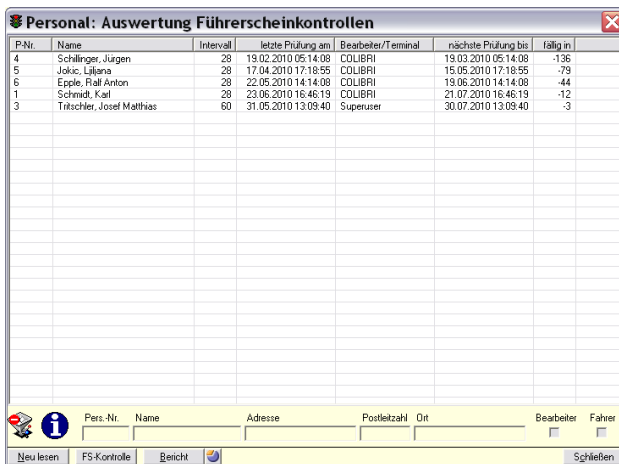 Personal: Auswertung Führerscheinkontrollen
P-Nr. Name Intervall letzte Prüfung am Bearbeiter/Terminal nächste Prüfung bis fällig in
4 Schillinger, Jürgen 28 19.02.2010 05:14:08 COLIBRI 19.03.2010 05:14:08 -136
5 Jokic, Ljiljana 28 17.04.2010 17:18:55 COLIBRI 15.05.2010 17:18:55 -79
6 Epple, Ralf Anton 28 22.05.2010 14:14:08 COLIBRI 19.06.2010 14:14:08 -44
1 Schmidt, Karl 28 23.06.2010 16:46:19 COLIBRI 21.07.2010 16:46:19 -12
3 Tritschler, Josef Matthias 60 31.05.2010 13:09:40 Superuser 30.07.2010 13:09:40 -3
Pers.-Nr. Name Adresse Postleitzahl Ort Bearbeiter Fahrer
Neu lesen FS-Kontrolle Bericht Schließen